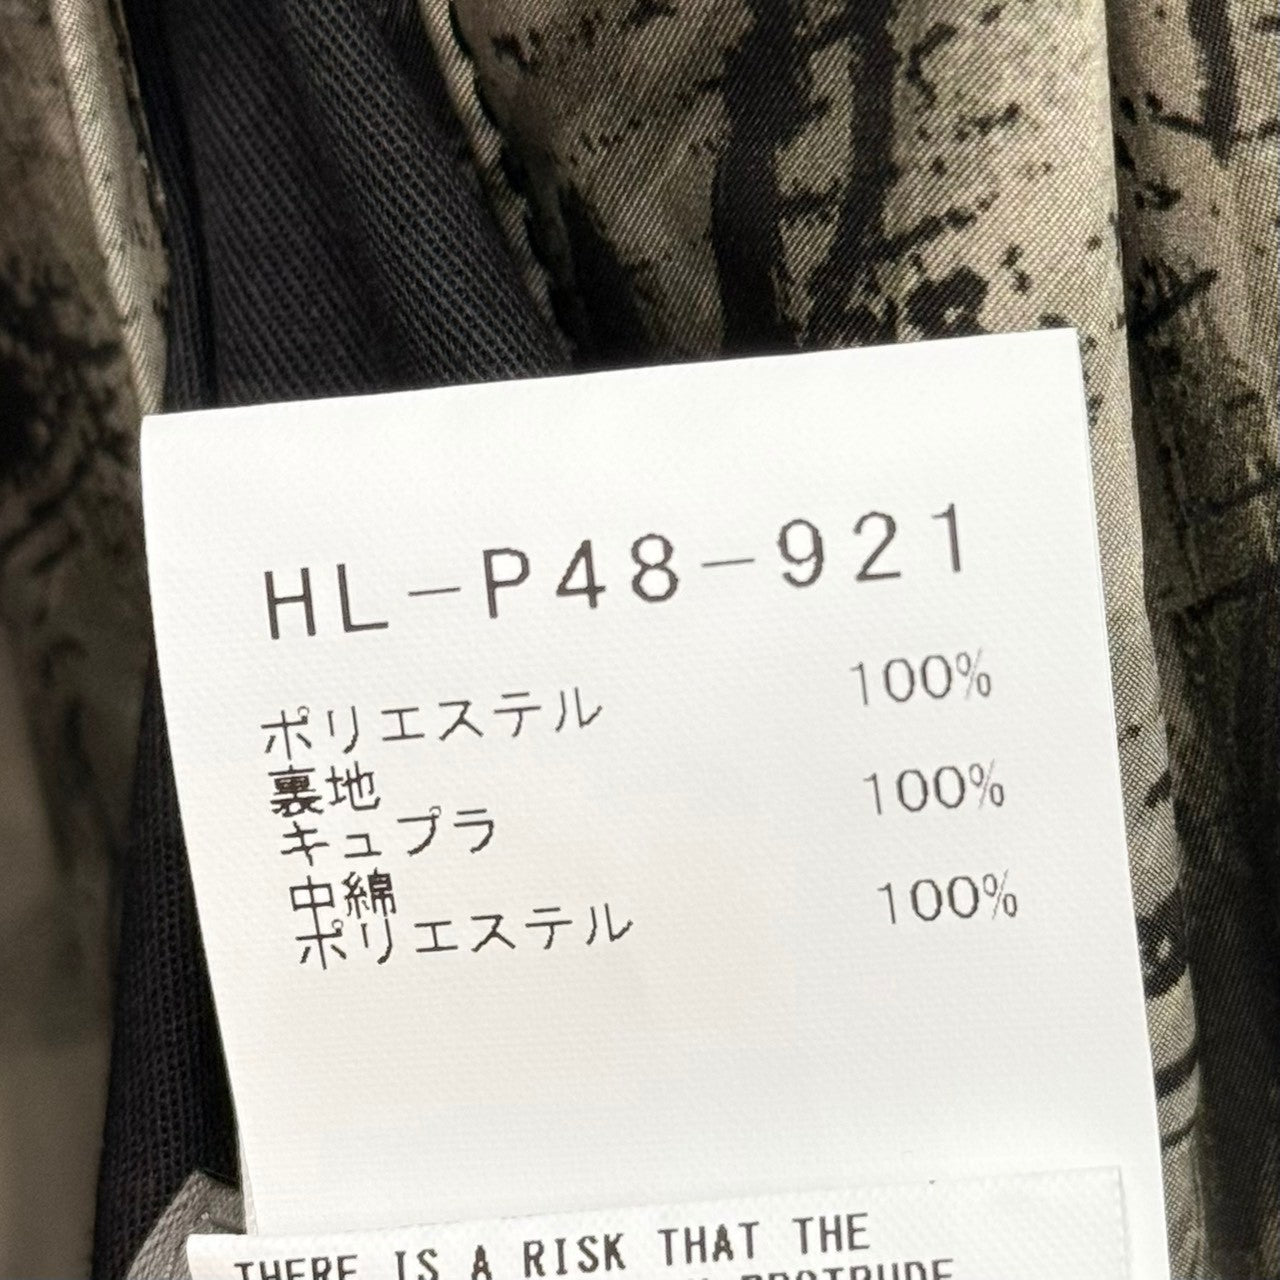 HL-P48-921
ポリエステル 100%
裏地
キュプラ 100%
中綿
ポリエステル 100%
THERE IS A RISK THAT THE
PROTRUDE